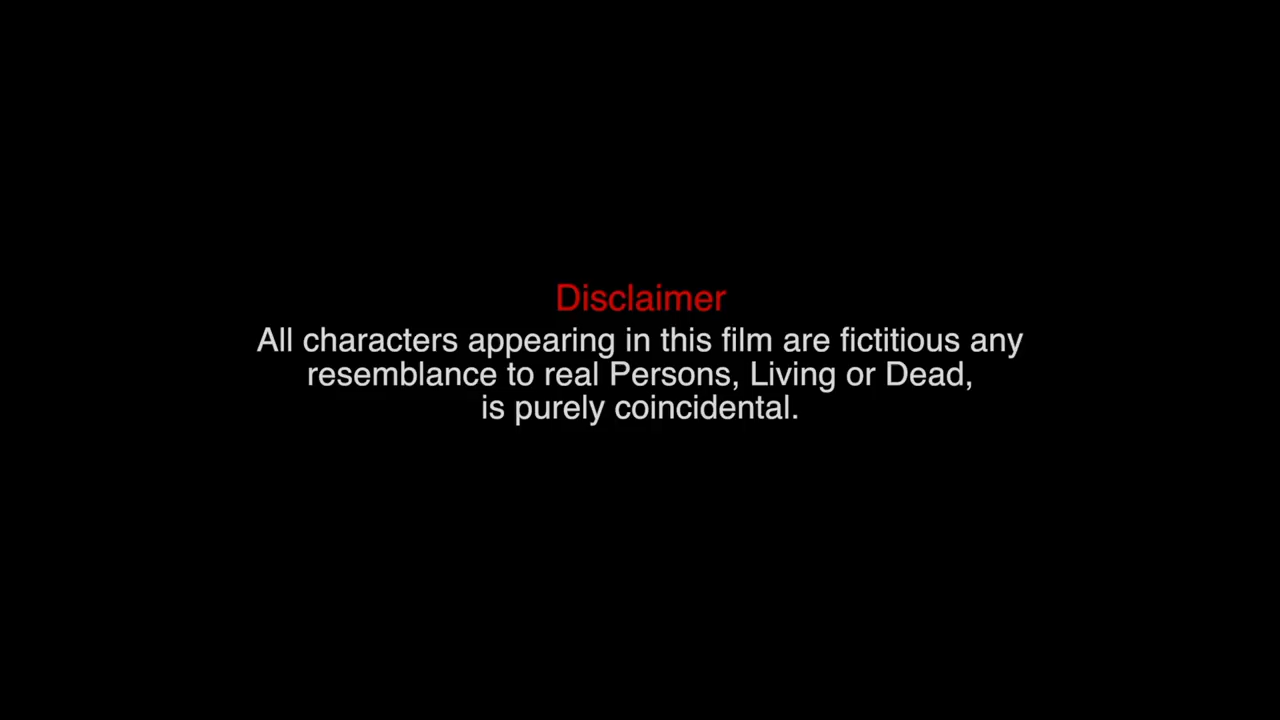 Disclaimer
All characters appearing in this film are fictitious any
resemblance to real Persons, Living or Dead,
is purely coincidental.